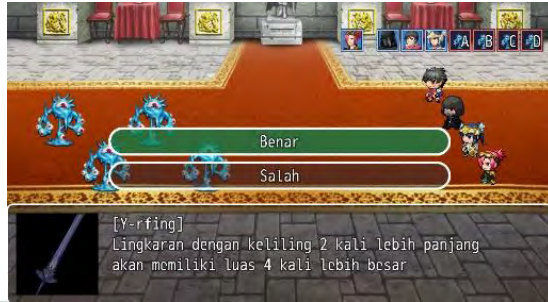 A B C D
Benar
Salah
[Y-rfing]
Lingkaran dengan keliling 2 kali lebih panjang
akan memiliki luas 4 kali lebih besar